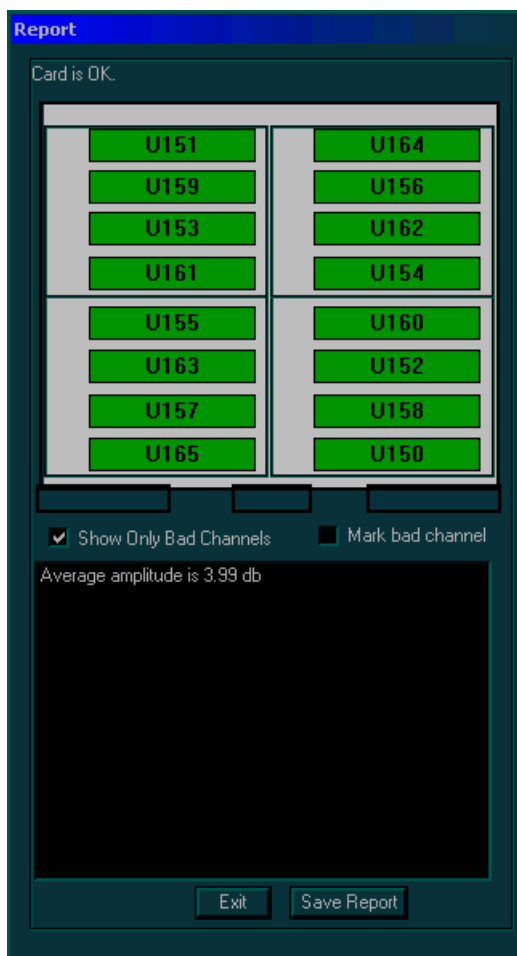 Report
Card is OK.
U151 U164
U159 U156
U153 U162
U161 U154
U155 U160
U163 U152
U157 U158
U165 U150
Show Only Bad Channels Mark bad channel
Average amplitude is 3.99 db
Exit Save Report